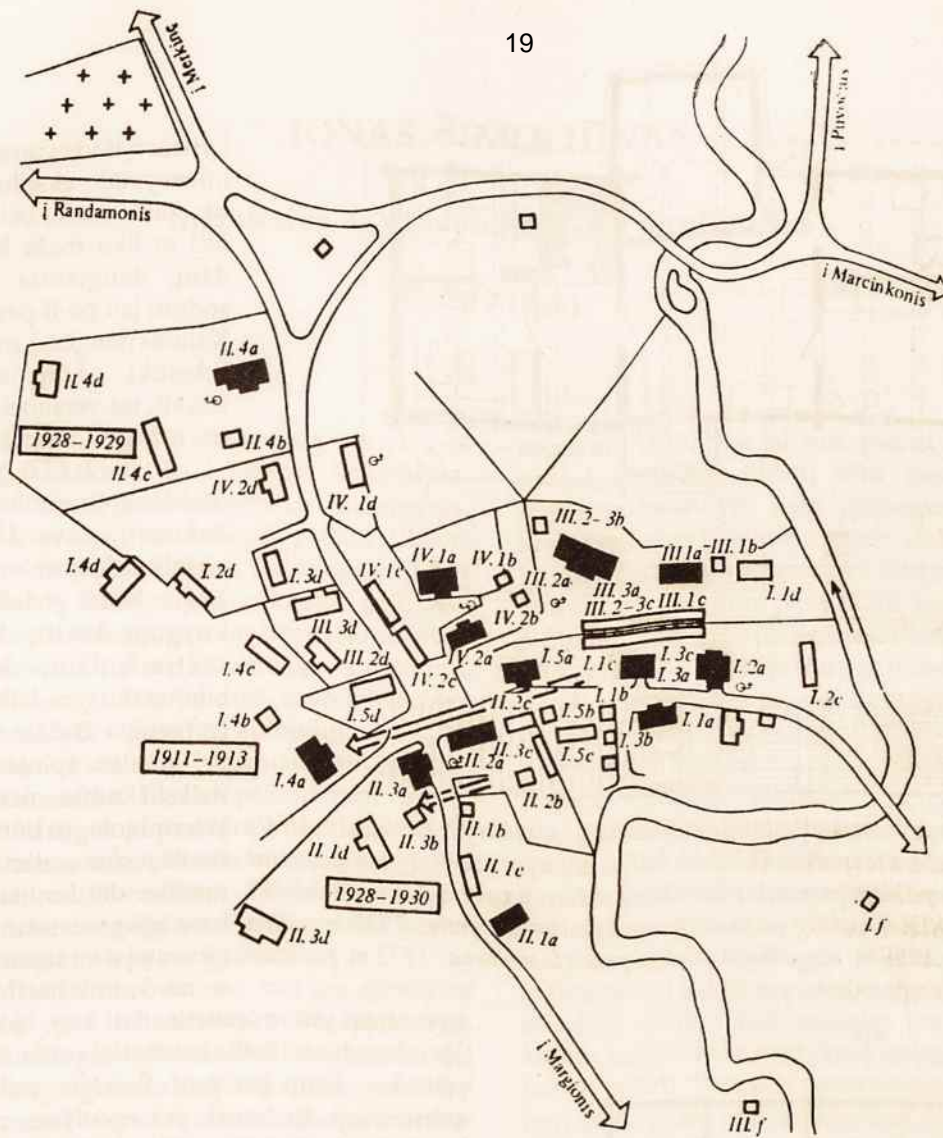 19
į Merkinę
į Randamonis
į Puvočius
į Marcinkonis
II. 4d
II. 4a
1928–1929
II. 4c
II. 4b
IV. 2d
IV. 1d
I. 4d
I. 2d
I. 3d
III. 3d
III. 2d
I. 4c
I. 5d
I. 4b
1911–1913
I. 4a
IV. 1c
IV. 2c
IV. 1a
IV. 1b
IV. 2b
IV. 2a
III. 2–3b
III. 2a
III. 3a
III. 1a
III. 1b
I. 1d
III. 2–3c
III. 1c
I. 5a
I. 1c
I. 3c
I. 3a
I. 2a
I. 2c
I. 1b
I. 1a
I. 3b
I. 5b
I. 5c
II. 2c
II. 3c
II. 2a
II. 2b
II. 3a
II. 3b
II. 1b
II. 1d
II. 1c
1928–1930
II. 3d
II. 1a
I. f
į Margionis
III. f